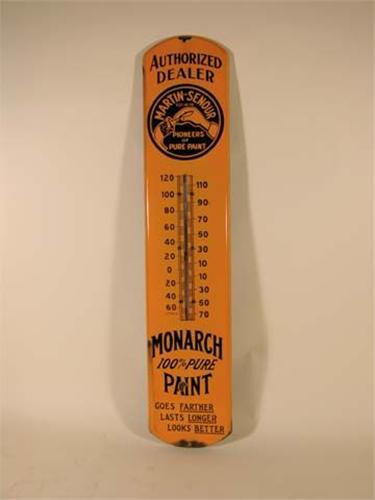 AUTHORIZED
DEALER
MARTIN-SENOUR
PIONEERS
OF
PURE PAINT
120 110
100 90
80 70
60 50
40 30
20 10
0 10
20 30
40 50
60 70
MONARCH
100% PURE
PAINT
GOES FARTHER
LASTS LONGER
LOOKS BETTER